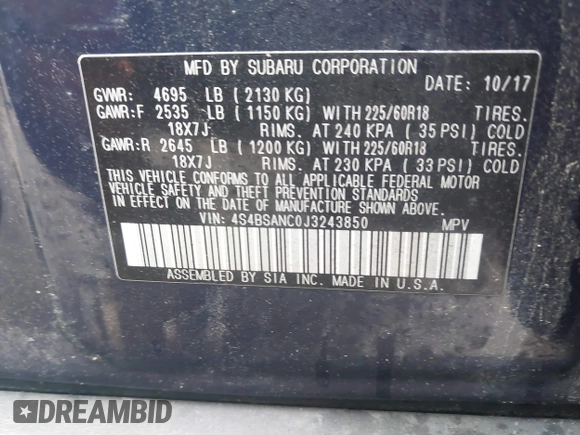 MFD BY SUBARU CORPORATION
DATE: 10/17
GVWR: 4695 LB ( 2130 KG)
GAWR:F 2535 LB ( 1150 KG) WITH 225/60R18 TIRES.
18X7J RIMS. AT 240 KPA ( 35 PSI) COLD
GAWR:R 2645 LB ( 1200 KG) WITH 225/60R18 TIRES.
18X7J RIMS. AT 230 KPA ( 33 PSI) COLD
THIS VEHICLE CONFORMS TO ALL APPLICABLE FEDERAL MOTOR
VEHICLE SAFETY AND THEFT PREVENTION STANDARDS
IN EFFECT ON THE DATE OF MANUFACTURE SHOWN ABOVE.
VIN: 4S4BSANC0J3243850 MPV
ASSEMBLED BY SIA INC. MADE IN U.S.A.
DREAMBID